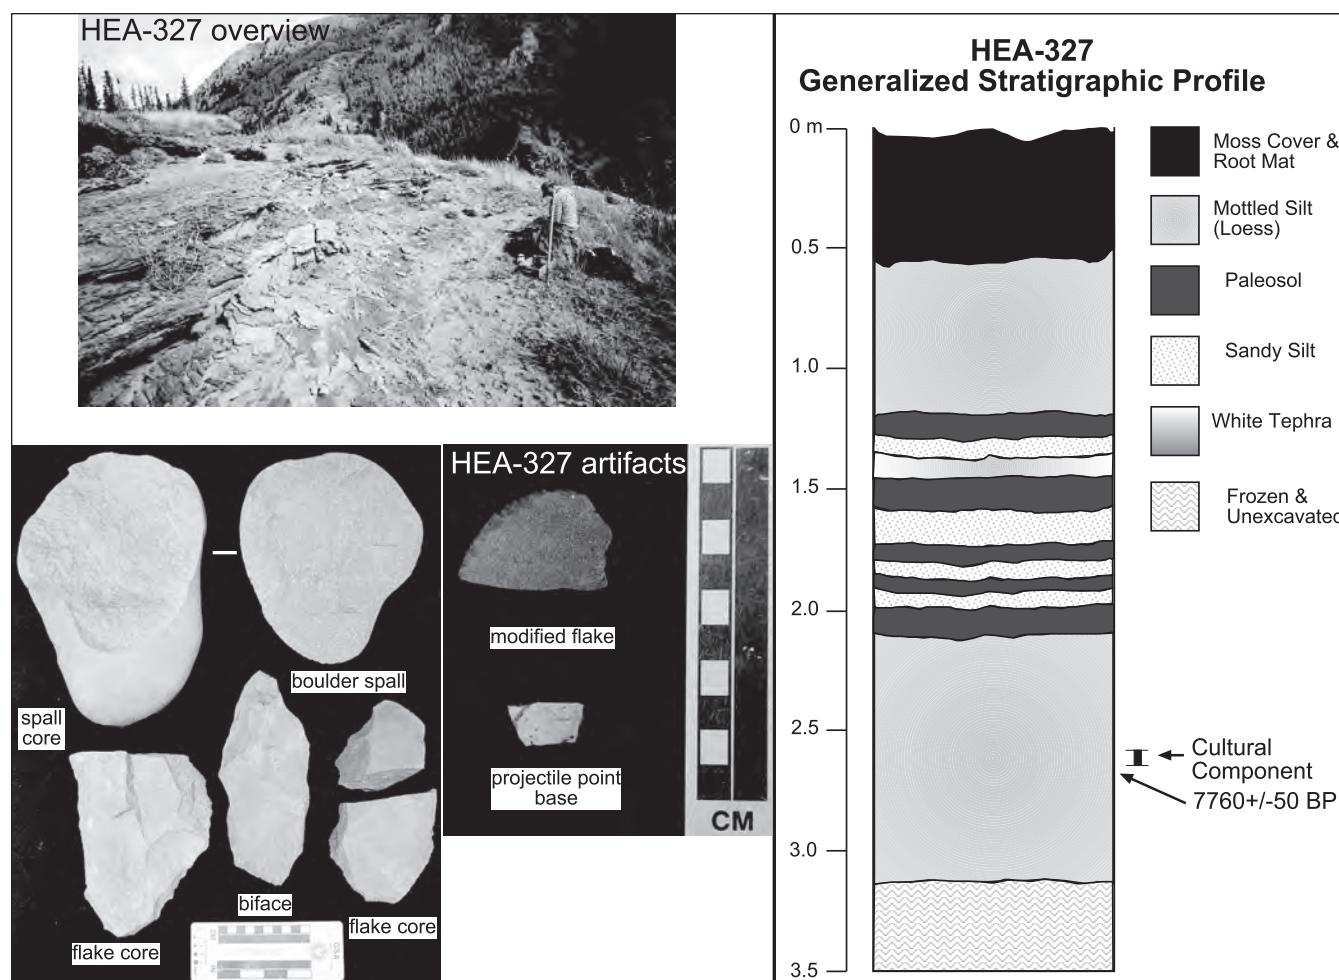 HEA-327 overview
HEA-327 artifacts
modified flake
projectile point
base
CM
boulder spall
spall
core
biface
flake core
flake core
CM
IN
HEA-327
Generalized Stratigraphic Profile
0 m
0.5
1.0
1.5
2.0
2.5
3.0
3.5
Moss Cover &
Root Mat
Mottled Silt
(Loess)
Paleosol
Sandy Silt
White Tephra
Frozen &
Unexcavated
Cultural
Component
7760+/-50 BP